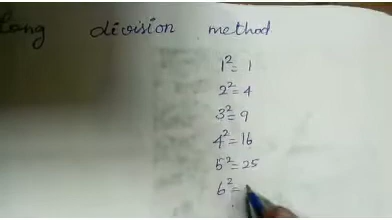 Long division method
1² = 1
2² = 4
3² = 9
4² = 16
5² = 25
6² =